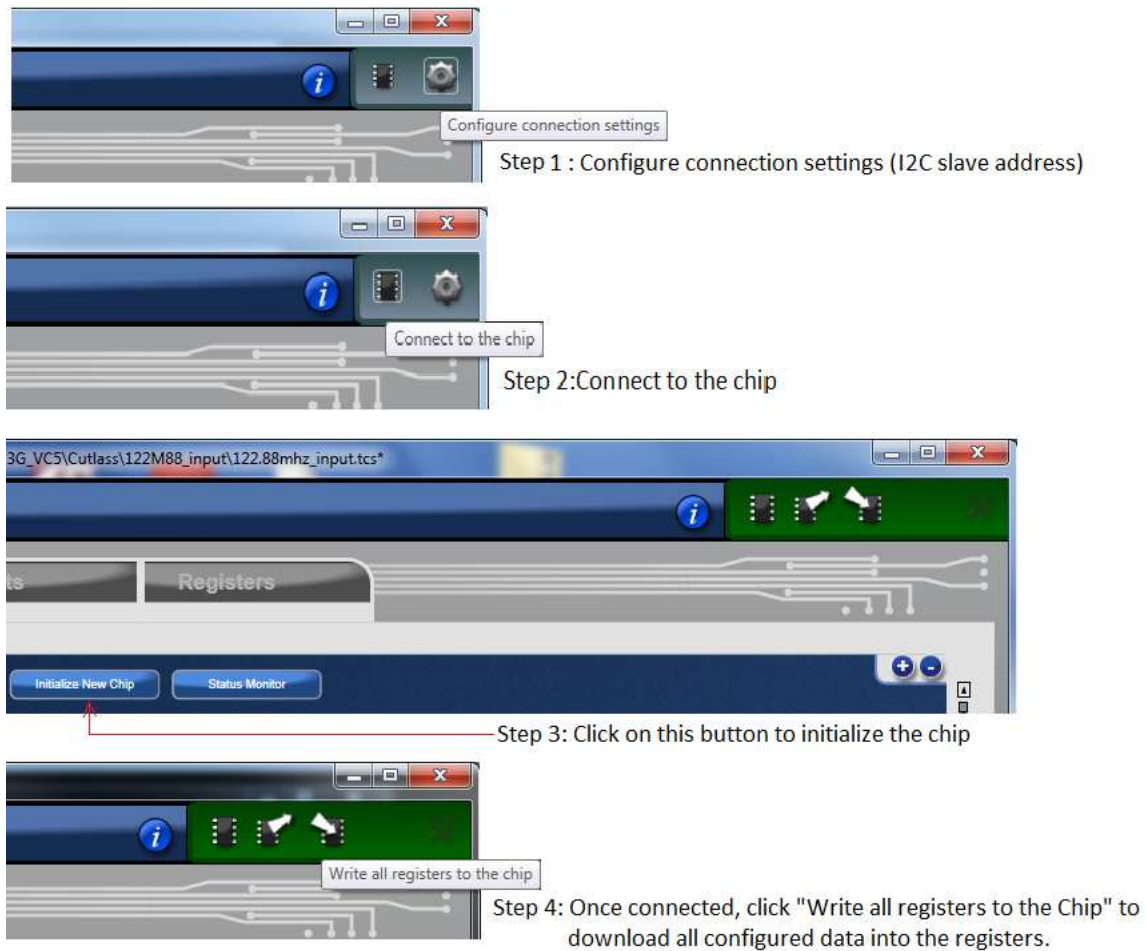 Configure connection settings
Step 1 : Configure connection settings (I2C slave address)
Connect to the chip
Step 2:Connect to the chip
3G_VC5\Cutlass\122M88_input\122.88mhz_input.tcs*
ts
Registers
Initialize New Chip
Status Monitor
Step 3: Click on this button to initialize the chip
Write all registers to the chip
Step 4: Once connected, click "Write all registers to the Chip" to
download all configured data into the registers.